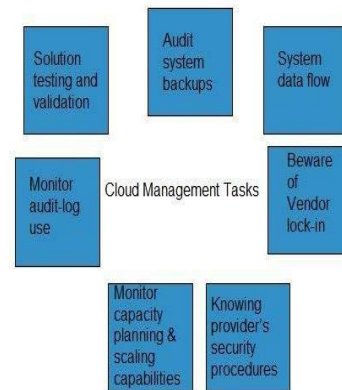 Solution
testing and
validation
Audit
system
backups
System
data flow
Monitor
audit-log
use
Cloud Management Tasks
Beware
of
Vendor
lock-in
Monitor
capacity
planning &
scaling
capabilities
Knowing
provider's
security
procedures